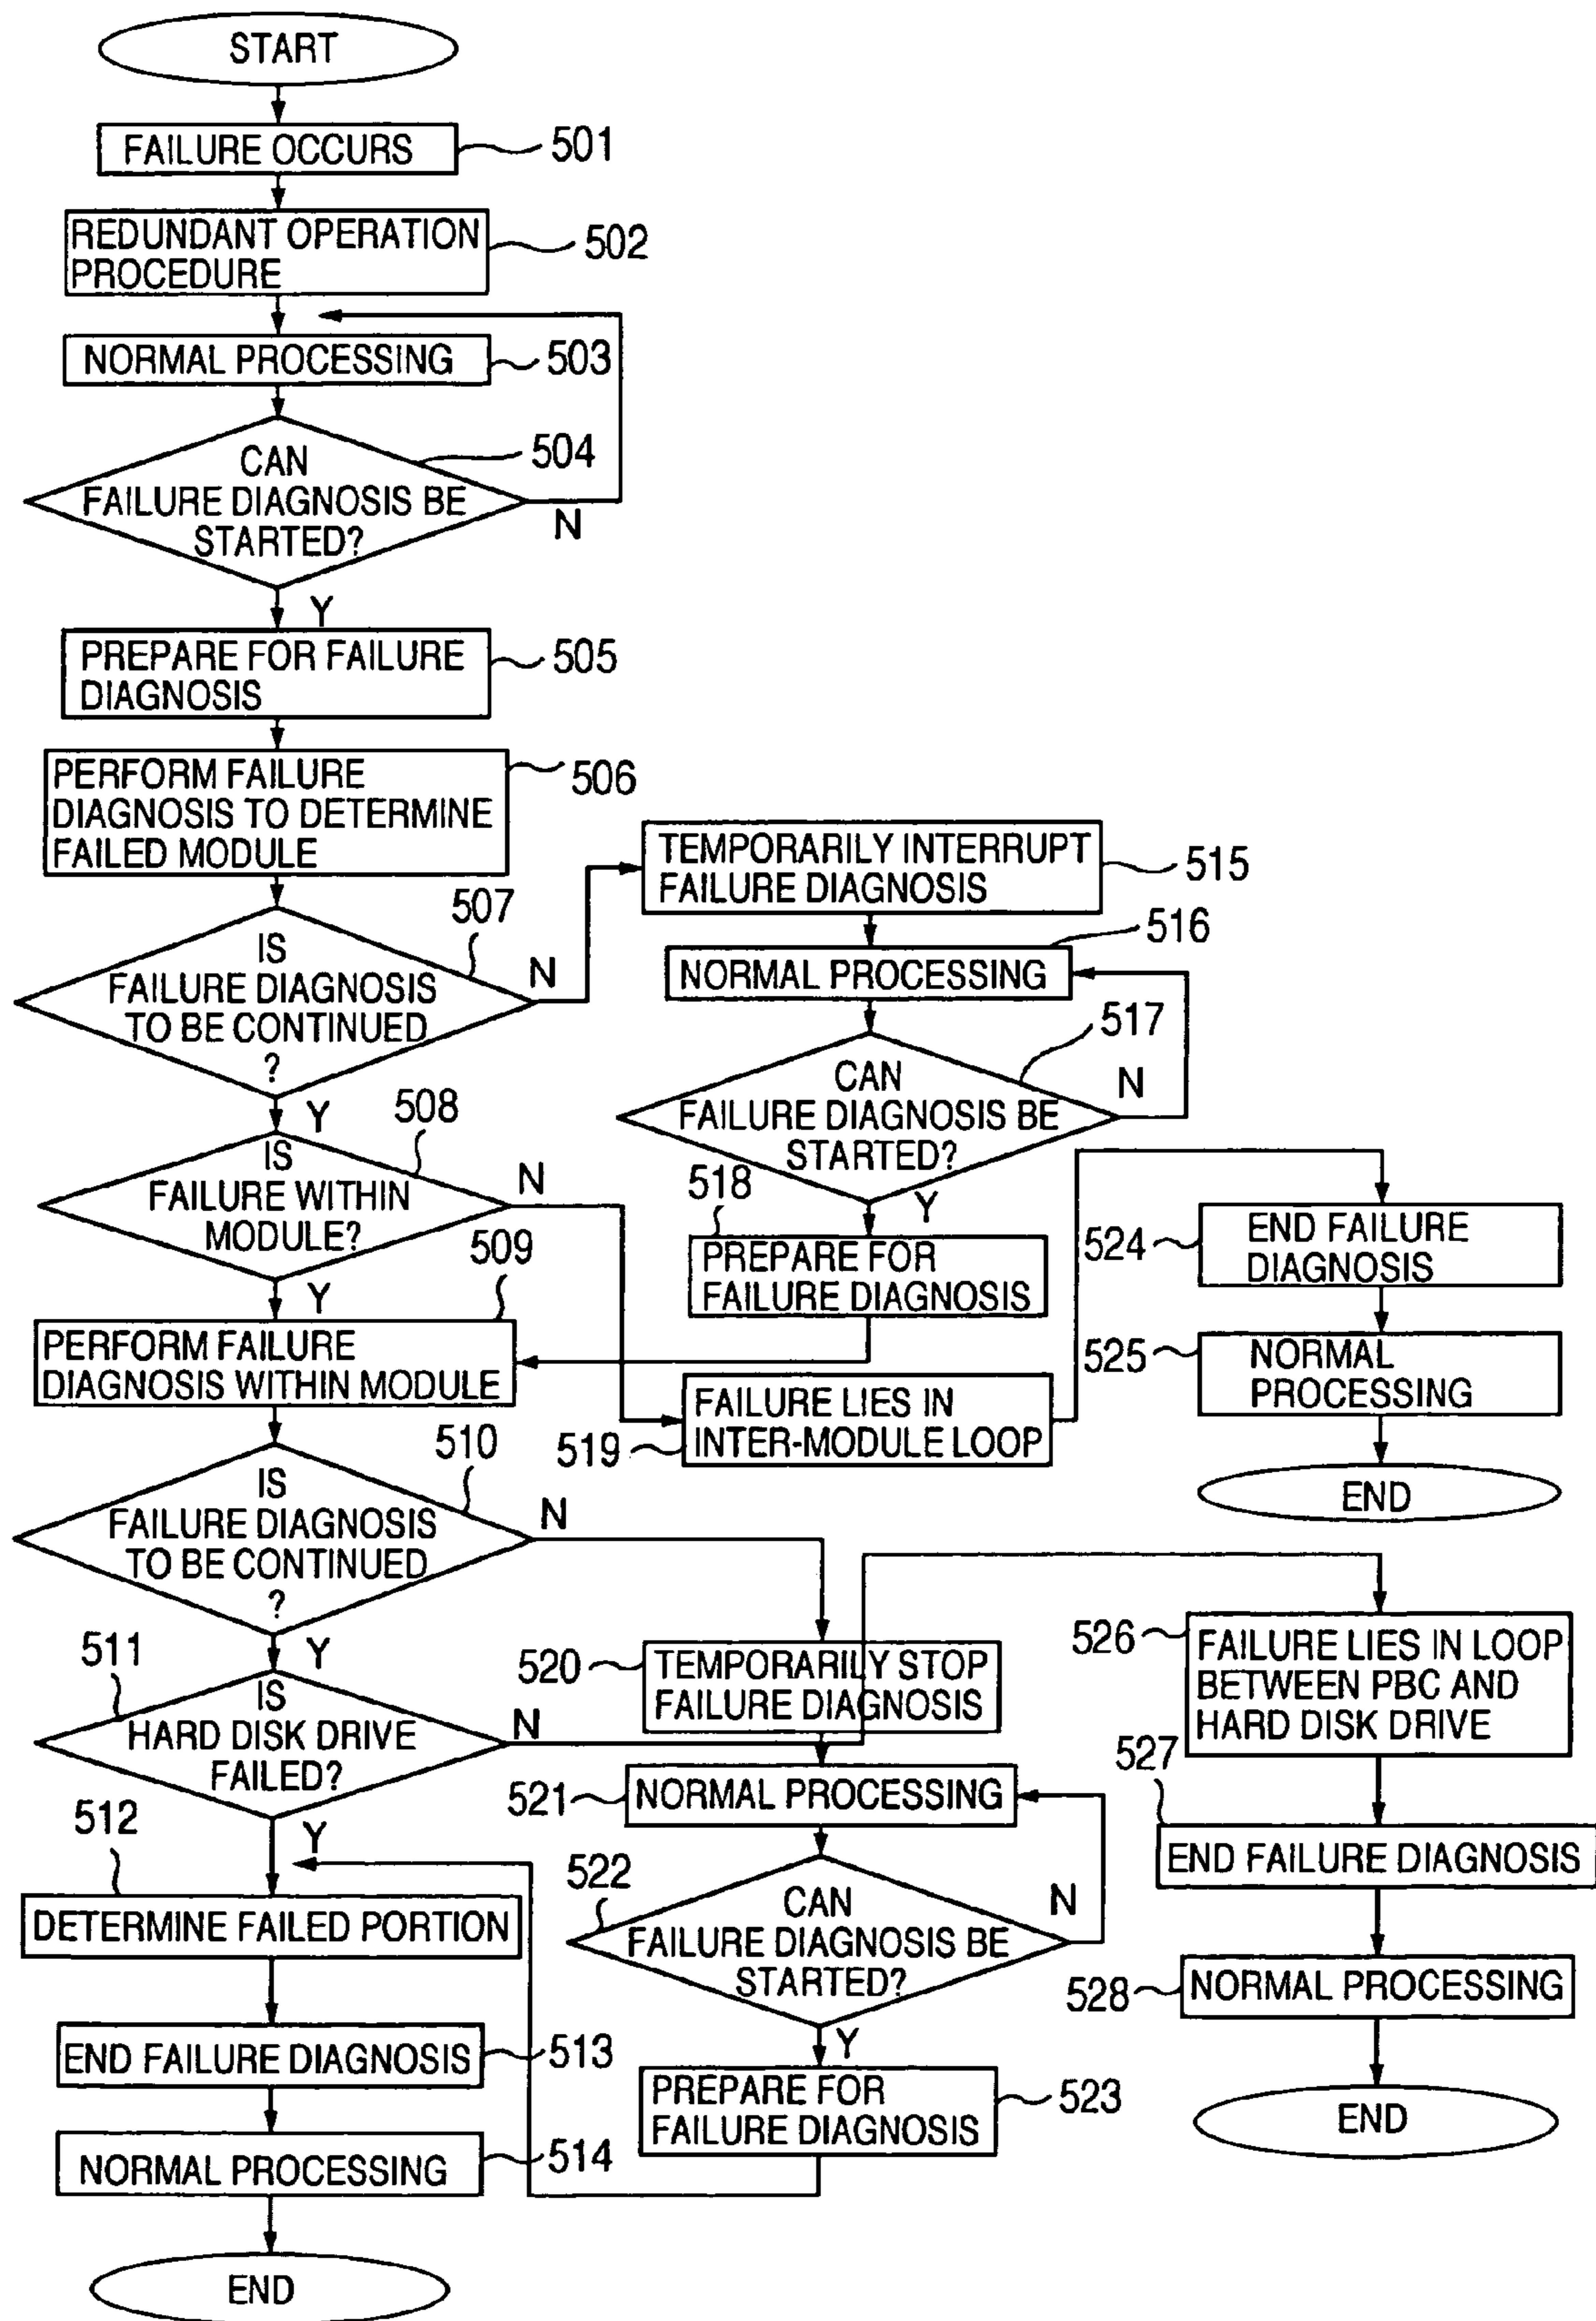 START
FAILURE OCCURS
501
REDUNDANT OPERATION
PROCEDURE
502
NORMAL PROCESSING
503
CAN
FAILURE DIAGNOSIS BE
STARTED?
504
N
Y
PREPARE FOR FAILURE
DIAGNOSIS
505
PERFORM FAILURE
DIAGNOSIS TO DETERMINE
FAILED MODULE
506
507
IS
FAILURE DIAGNOSIS
TO BE CONTINUED
?
N
Y
508
IS
FAILURE WITHIN
MODULE?
N
Y
509
PERFORM FAILURE
DIAGNOSIS WITHIN MODULE
510
IS
FAILURE DIAGNOSIS
TO BE CONTINUED
?
N
Y
511
IS
HARD DISK DRIVE
FAILED?
N
Y
512
DETERMINE FAILED PORTION
END FAILURE DIAGNOSIS
513
NORMAL PROCESSING
514
END
TEMPORARILY INTERRUPT
FAILURE DIAGNOSIS
515
516
NORMAL PROCESSING
517
CAN
FAILURE DIAGNOSIS BE
STARTED?
N
Y
518
PREPARE FOR
FAILURE DIAGNOSIS
FAILURE LIES IN
INTER-MODULE LOOP
519
520
TEMPORARILY STOP
FAILURE DIAGNOSIS
521
NORMAL PROCESSING
522
CAN
FAILURE DIAGNOSIS BE
STARTED?
N
Y
PREPARE FOR
FAILURE DIAGNOSIS
523
524
END FAILURE
DIAGNOSIS
525
NORMAL
PROCESSING
END
526
FAILURE LIES IN LOOP
BETWEEN PBC AND
HARD DISK DRIVE
527
END FAILURE DIAGNOSIS
528
NORMAL PROCESSING
END